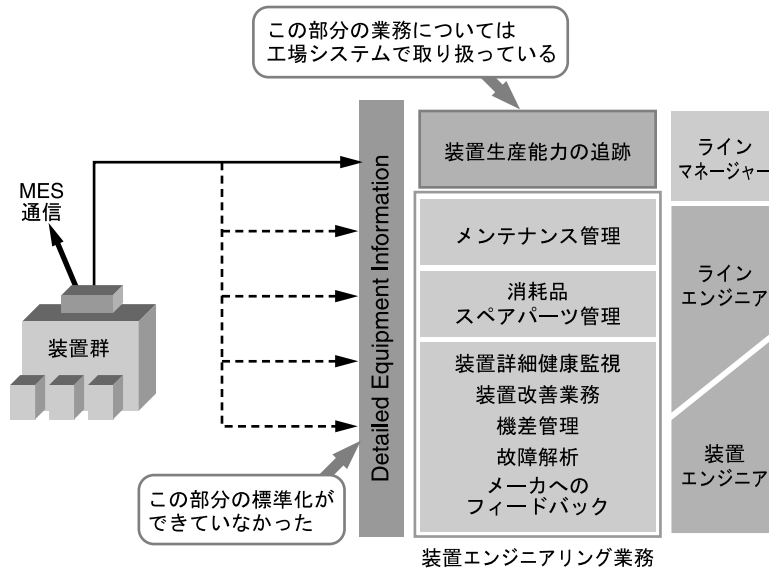 この部分の業務については
工場システムで取り扱っている
MES
通信
装置群
Detailed Equipment Information
装置生産能力の追跡
メンテナンス管理
消耗品
スペアパーツ管理
装置詳細健康監視
装置改善業務
機差管理
故障解析
メーカへの
フィードバック
ライン
マネージャー
ライン
エンジニア
装置
エンジニア
この部分の標準化が
できていなかった
装置エンジニアリング業務